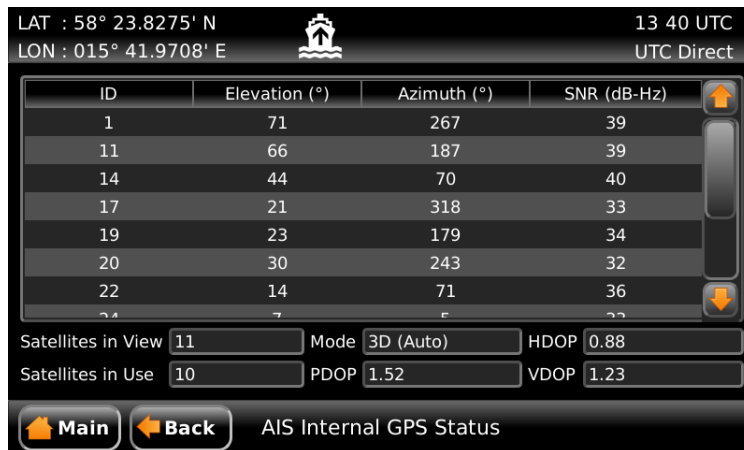 LAT : 58° 23.8275' N
13 40 UTC
LON : 015° 41.9708' E
UTC Direct
ID Elevation (°) Azimuth (°) SNR (dB-Hz)
1 71 267 39
11 66 187 39
14 44 70 40
17 21 318 33
19 23 179 34
20 30 243 32
22 14 71 36
Satellites in View 11 Mode 3D (Auto) HDOP 0.88
Satellites in Use 10 PDOP 1.52 VDOP 1.23
Main Back AIS Internal GPS Status